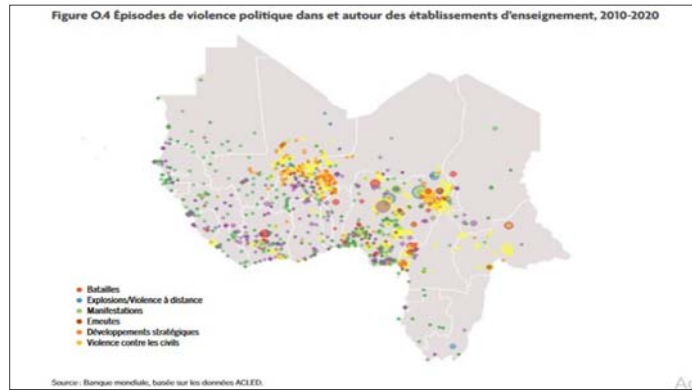 Figure O.4 Épisodes de violence politique dans et autour des établissements d'enseignement, 2010-2020
Batailles
Explosions/Violence à distance
Manifestations
Emeutes
Développements stratégiques
Violence contre les civils
Source : Banque mondiale, basée sur les données ACLED.